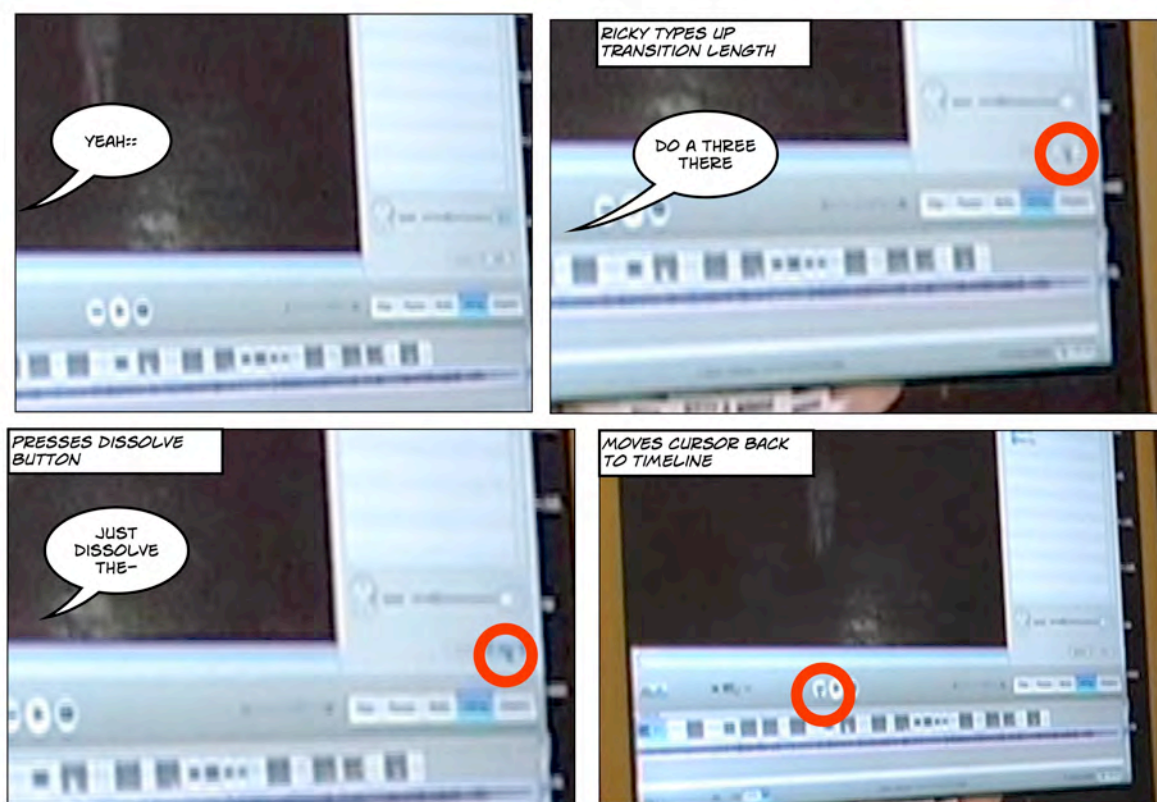 YEAH::
RICKY TYPES UP
TRANSITION LENGTH
DO A THREE
THERE
PRESSES DISSOLVE
BUTTON
JUST
DISSOLVE
THE-
MOVES CURSOR BACK
TO TIMELINE